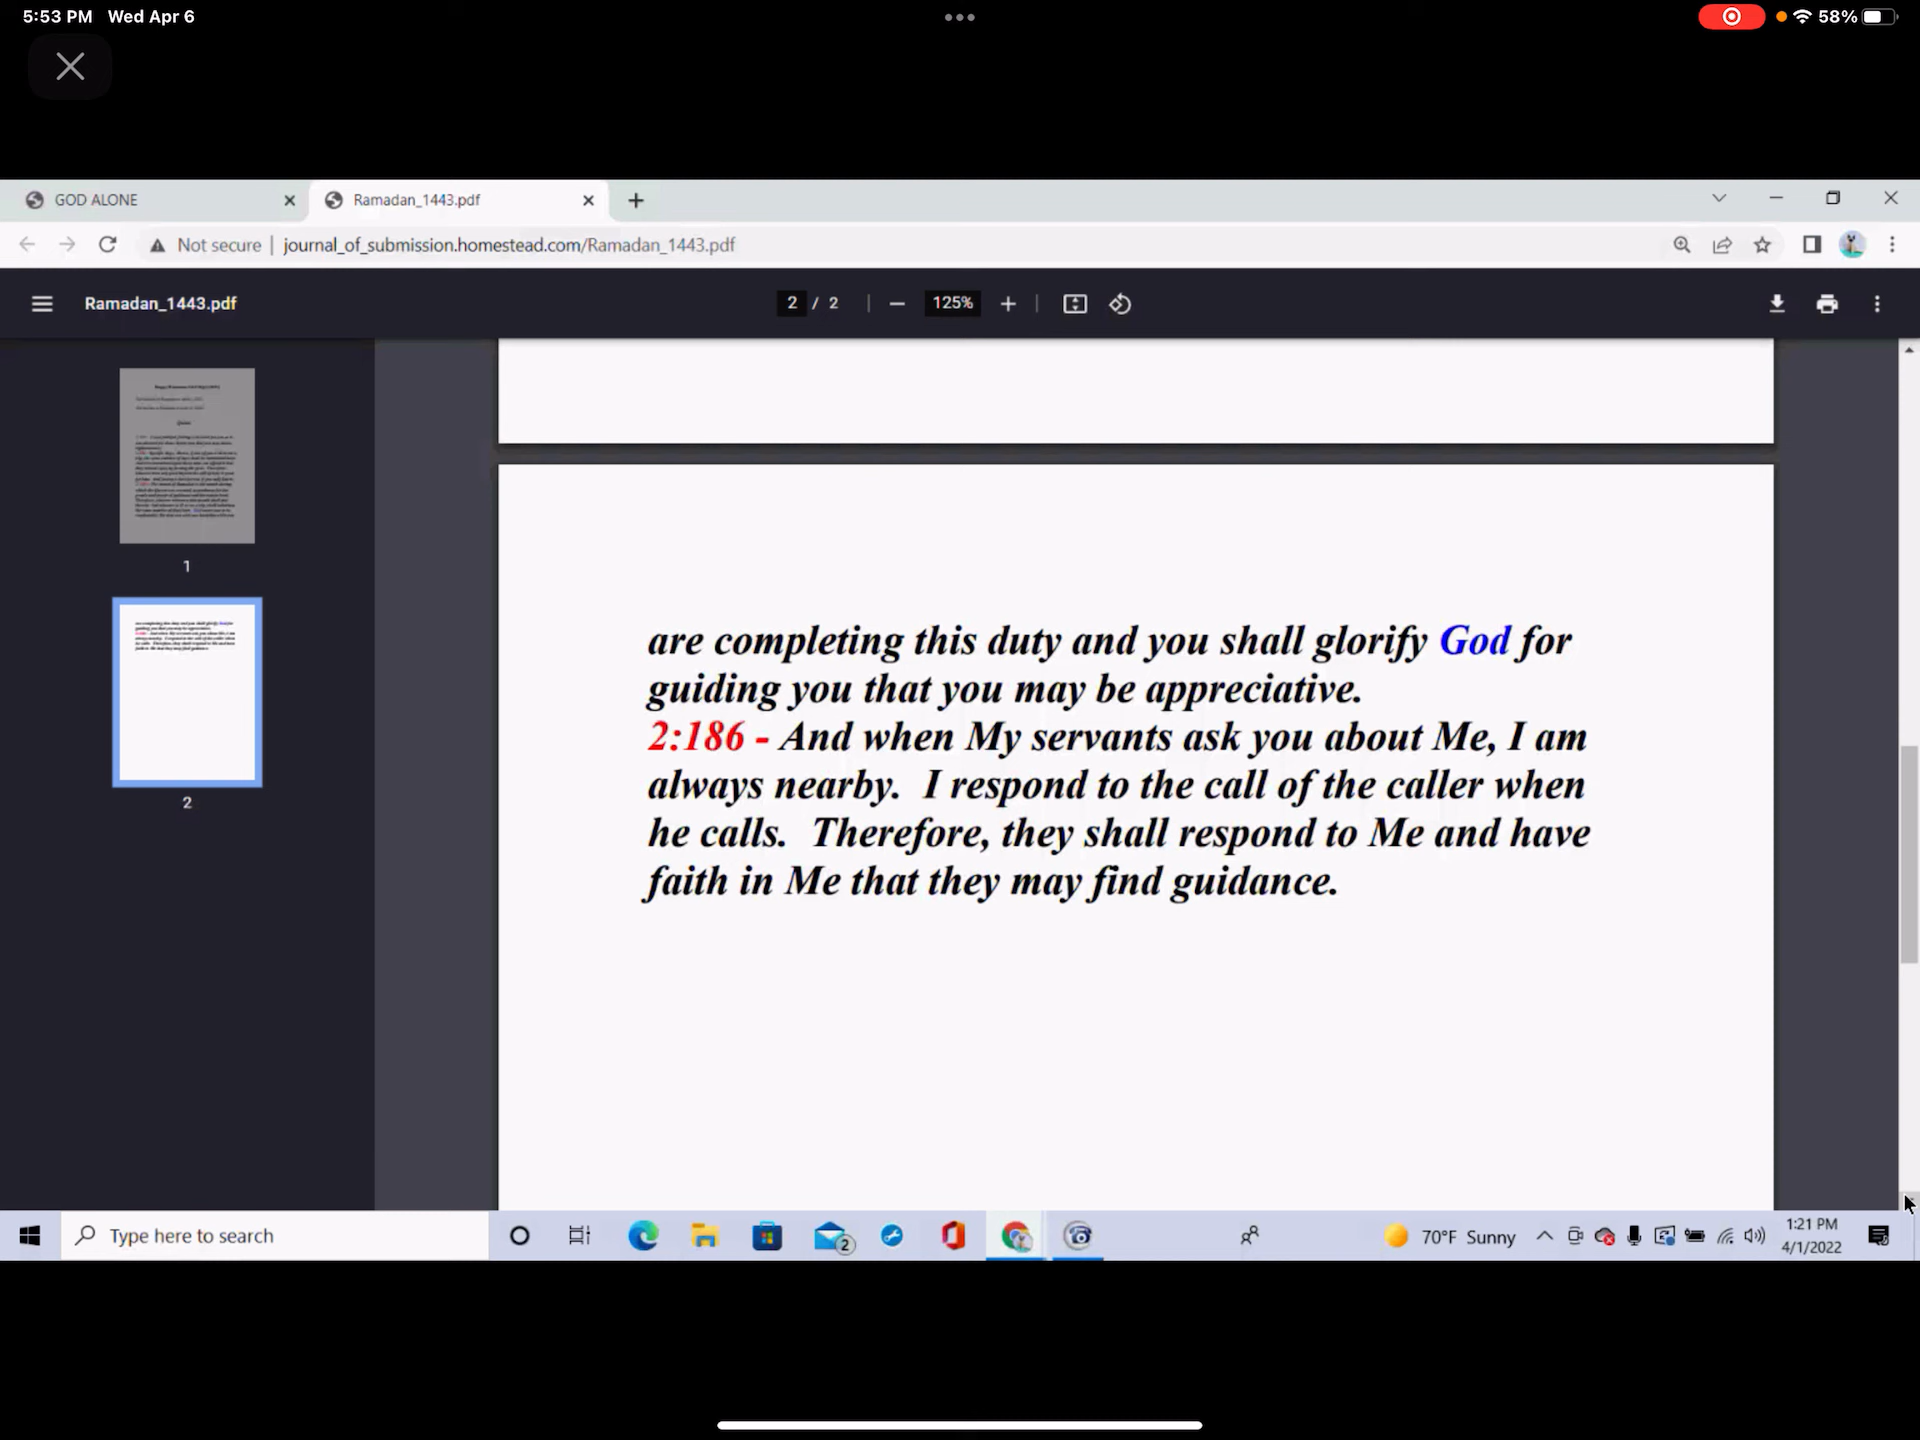 5:53 PM Wed Apr 6
58%
GOD ALONE
Ramadan_1443.pdf
Not secure | journal_of_submission.homestead.com/Ramadan_1443.pdf
Ramadan_1443.pdf
2 / 2
125%
1
2
are completing this duty and you shall glorify God for
guiding you that you may be appreciative.
2:186 - And when My servants ask you about Me, I am
always nearby. I respond to the call of the caller when
he calls. Therefore, they shall respond to Me and have
faith in Me that they may find guidance.
Type here to search
2
70°F Sunny
1:21 PM
4/1/2022